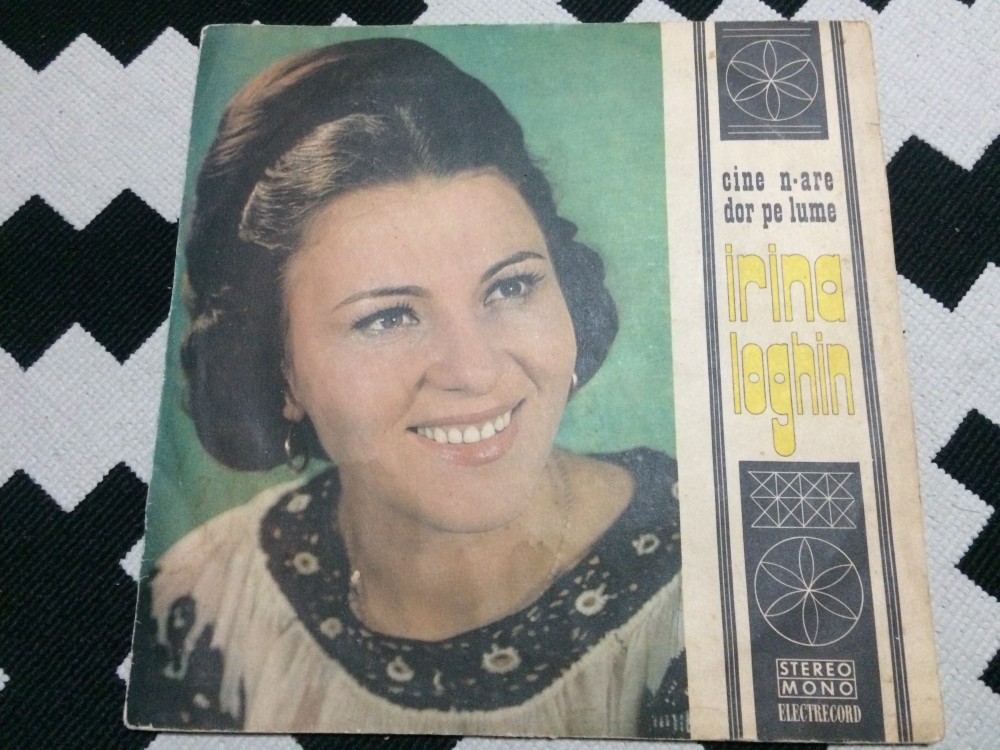 cine n-are
dor pe lume
irina
loghin
STEREO
MONO
ELECTRECORD